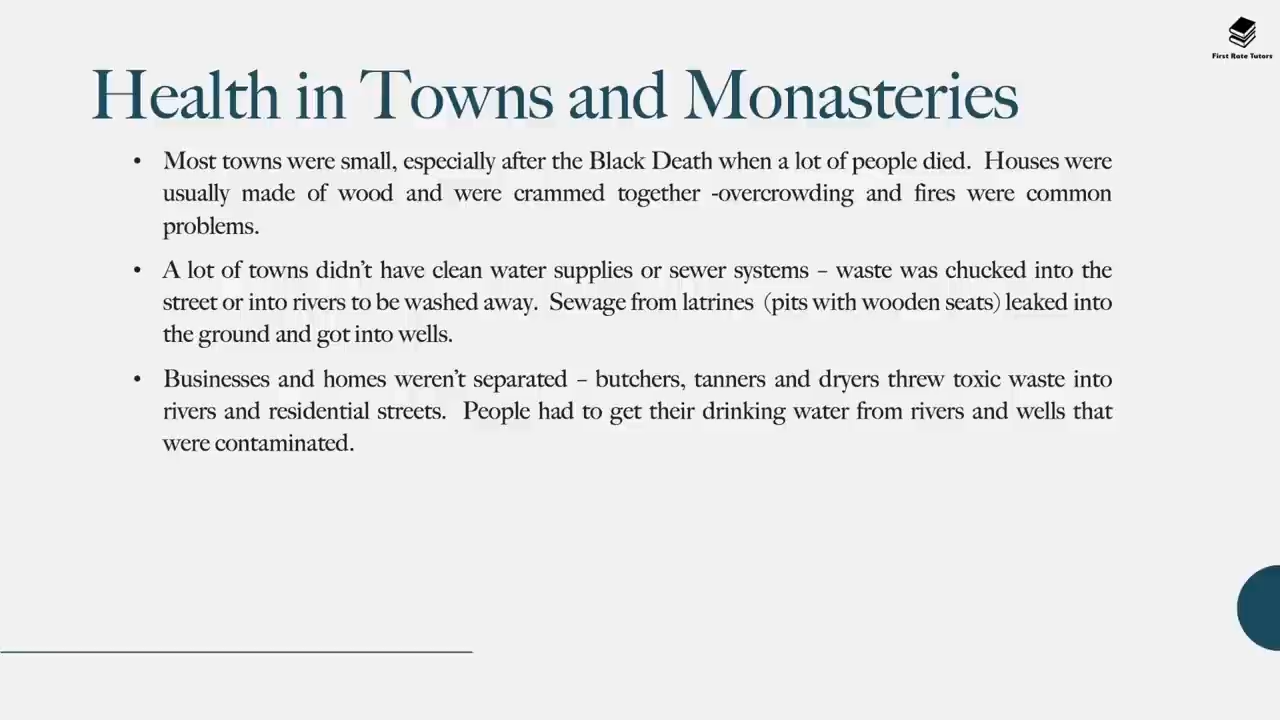 First Rate Tutors
Health in Towns and Monasteries
• Most towns were small, especially after the Black Death when a lot of people died.  Houses were
usually made of wood and were crammed together -overcrowding and fires were common
problems.
• A lot of towns didn't have clean water supplies or sewer systems – waste was chucked into the
street or into rivers to be washed away.  Sewage from latrines (pits with wooden seats) leaked into
the ground and got into wells.
• Businesses and homes weren't separated – butchers, tanners and dryers threw toxic waste into
rivers and residential streets.  People had to get their drinking water from rivers and wells that
were contaminated.